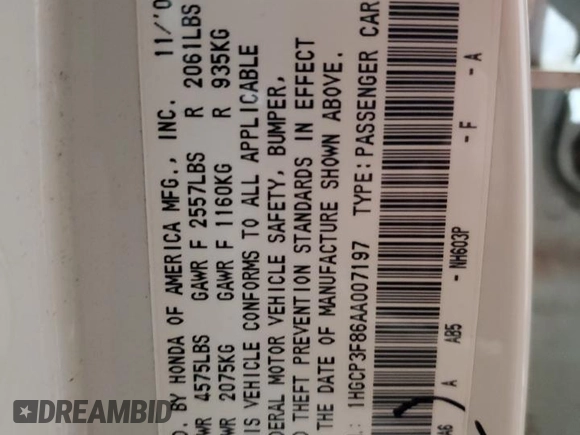 D. BY HONDA OF AMERICA MFG., INC. 11/'0
WR 4575LBS GAWR F 2557LBS R 2061LBS
WR 2075KG GAWR F 1160KG R 935KG
IS VEHICLE CONFORMS TO ALL APPLICABLE
DERAL MOTOR VEHICLE SAFETY, BUMPER,
D THEFT PREVENTION STANDARDS IN EFFECT
THE DATE OF MANUFACTURE SHOWN ABOVE.
.: 1HGCP3F86AA007197 TYPE: PASSENGER CAR
A6 A AB5 - NH603P - F - A
DREAMBID